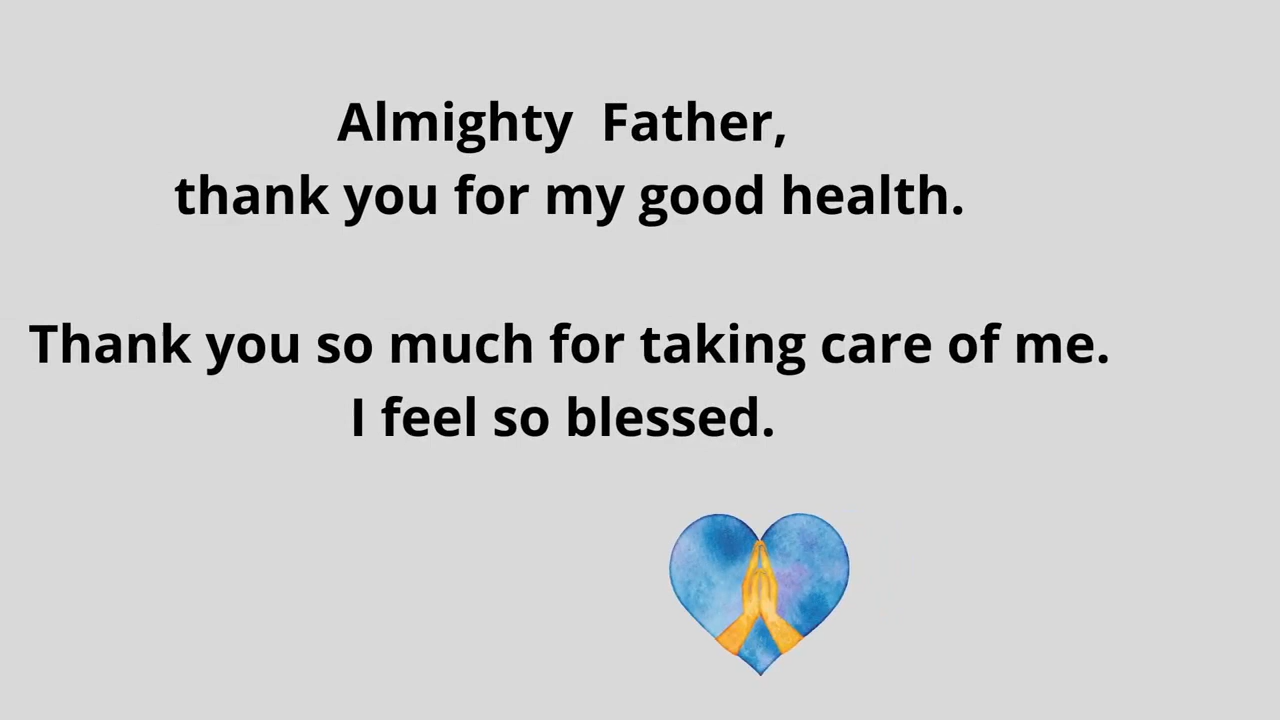 Almighty  Father,
thank you for my good health.
Thank you so much for taking care of me.
I feel so blessed.